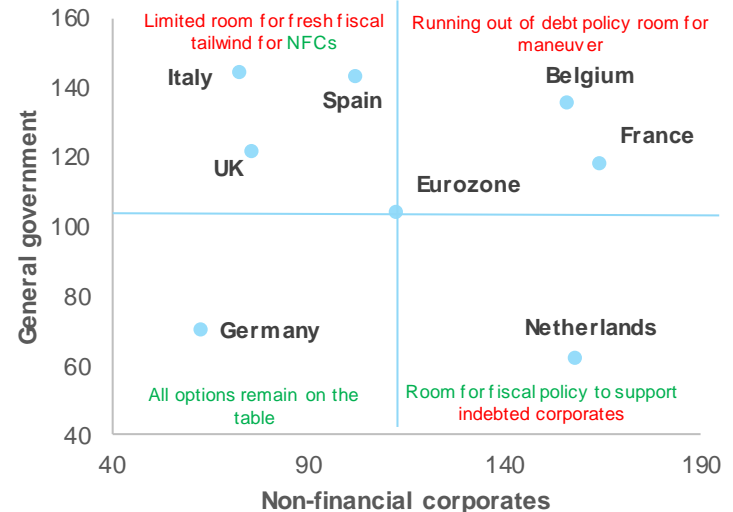 160
Limited room for fresh fiscal
tailwind for NFCs
Running out of debt policy room for
maneuver
Italy
Spain
Belgium
140
France
120
UK
Eurozone
100
General government
80
Germany
Netherlands
60
All options remain on the
table
Room for fiscal policy to support
indebted corporates
40
40
90
140
190
Non-financial corporates